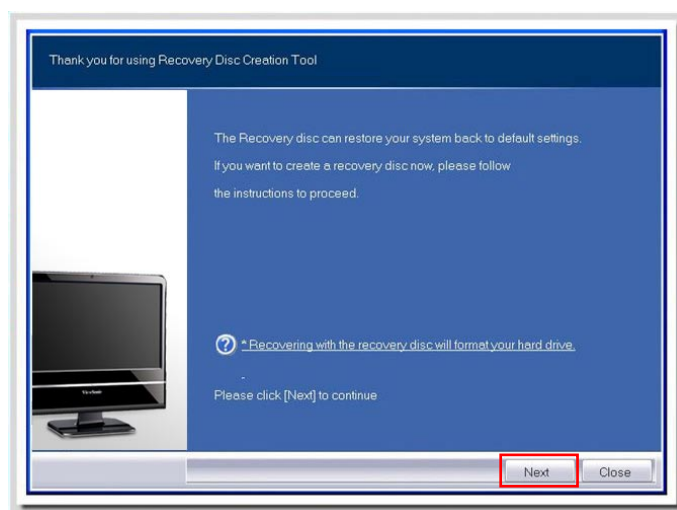 Thank you for using Recovery Disc Creation Tool
The Recovery disc can restore your system back to default settings.
If you want to create a recovery disc now, please follow
the instructions to proceed.
* Recovering with the recovery disc will format your hard drive.
-
Please click [Next] to continue
ViewSonic
Next Close